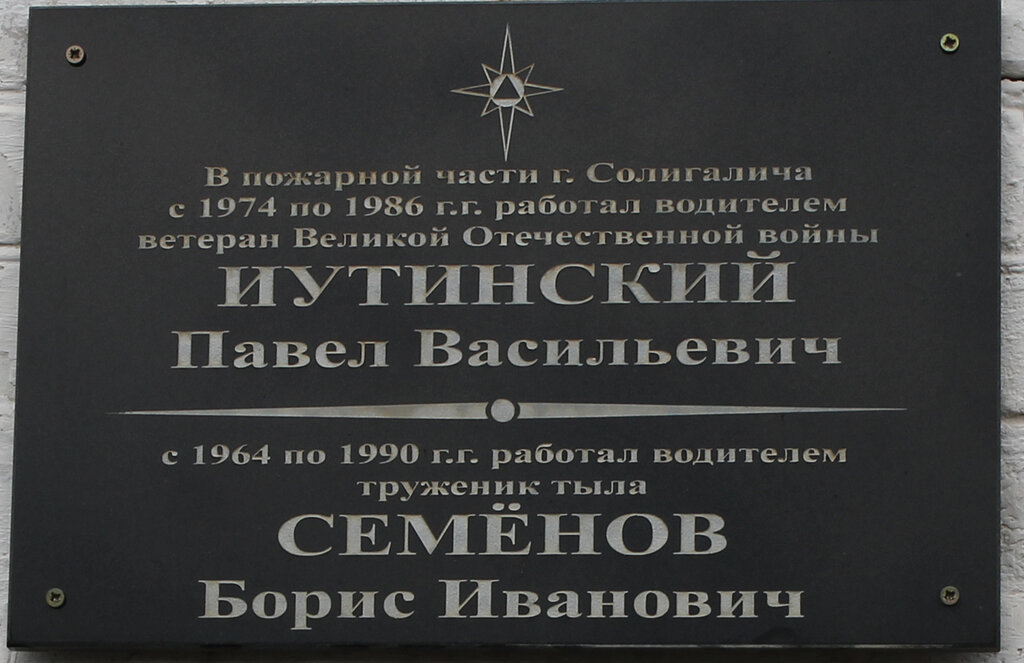 В пожарной части г. Солигалича
с 1974 по 1986 г.г. работал водителем
ветеран Великой Отечественной войны
ИУТИНСКИЙ
Павел Васильевич
с 1964 по 1990 г.г. работал водителем
труженик тыла
СЕМЁНОВ
Борис Иванович